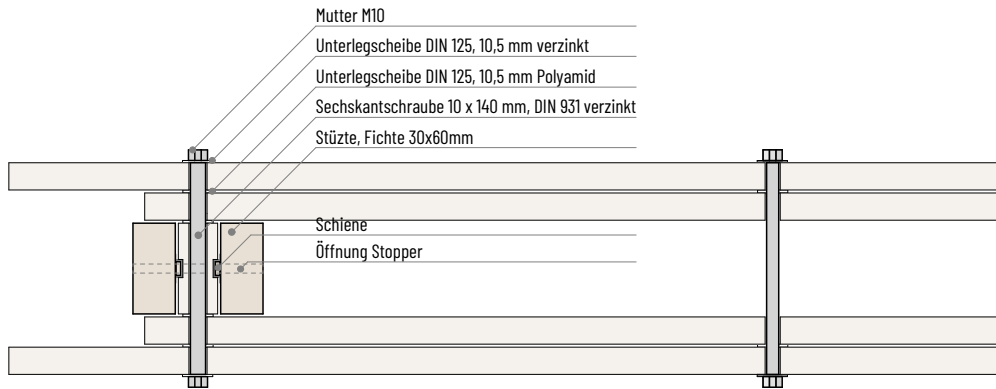 Mutter M10
Unterlegscheibe DIN 125, 10,5 mm verzinkt
Unterlegscheibe DIN 125, 10,5 mm Polyamid
Sechskantschraube 10 x 140 mm, DIN 931 verzinkt
Stüzte, Fichte 30x60mm
Schiene
Öffnung Stopper